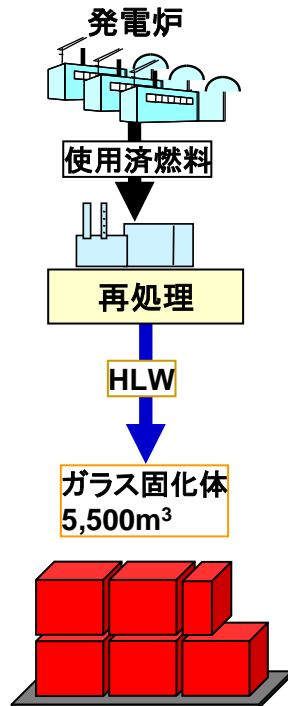 発電炉
使用済燃料
再処理
HLW
ガラス固化体
5,500m³